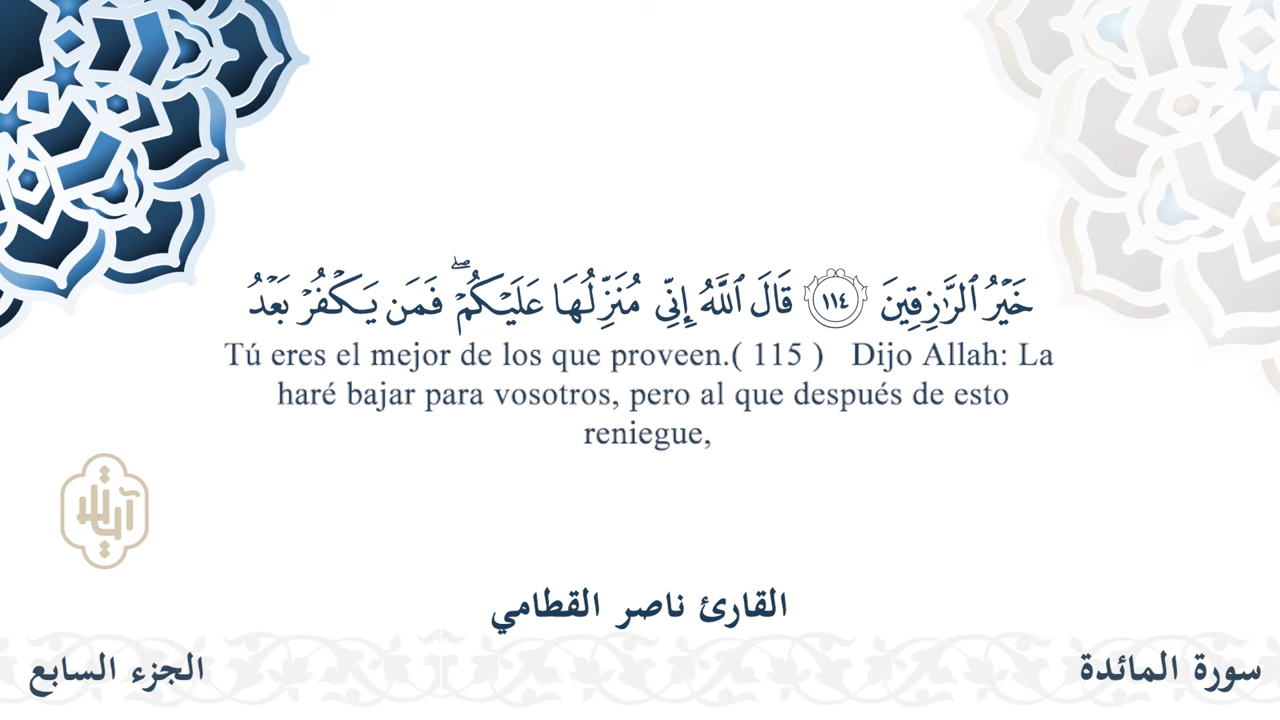 خَيْرُ ٱلرَّٰزِقِينَ ١١٤ قَالَ ٱللَّهُ إِنِّي مُنَزِّلُهَا عَلَيْكُمْۖ فَمَن يَكْفُرْ بَعْدُ
Tú eres el mejor de los que proveen.( 115 ) Dijo Allah: La
haré bajar para vosotros, pero al que después de esto
reniegue,
القارئ ناصر القطامي
سورة المائدة
الجزء السابع